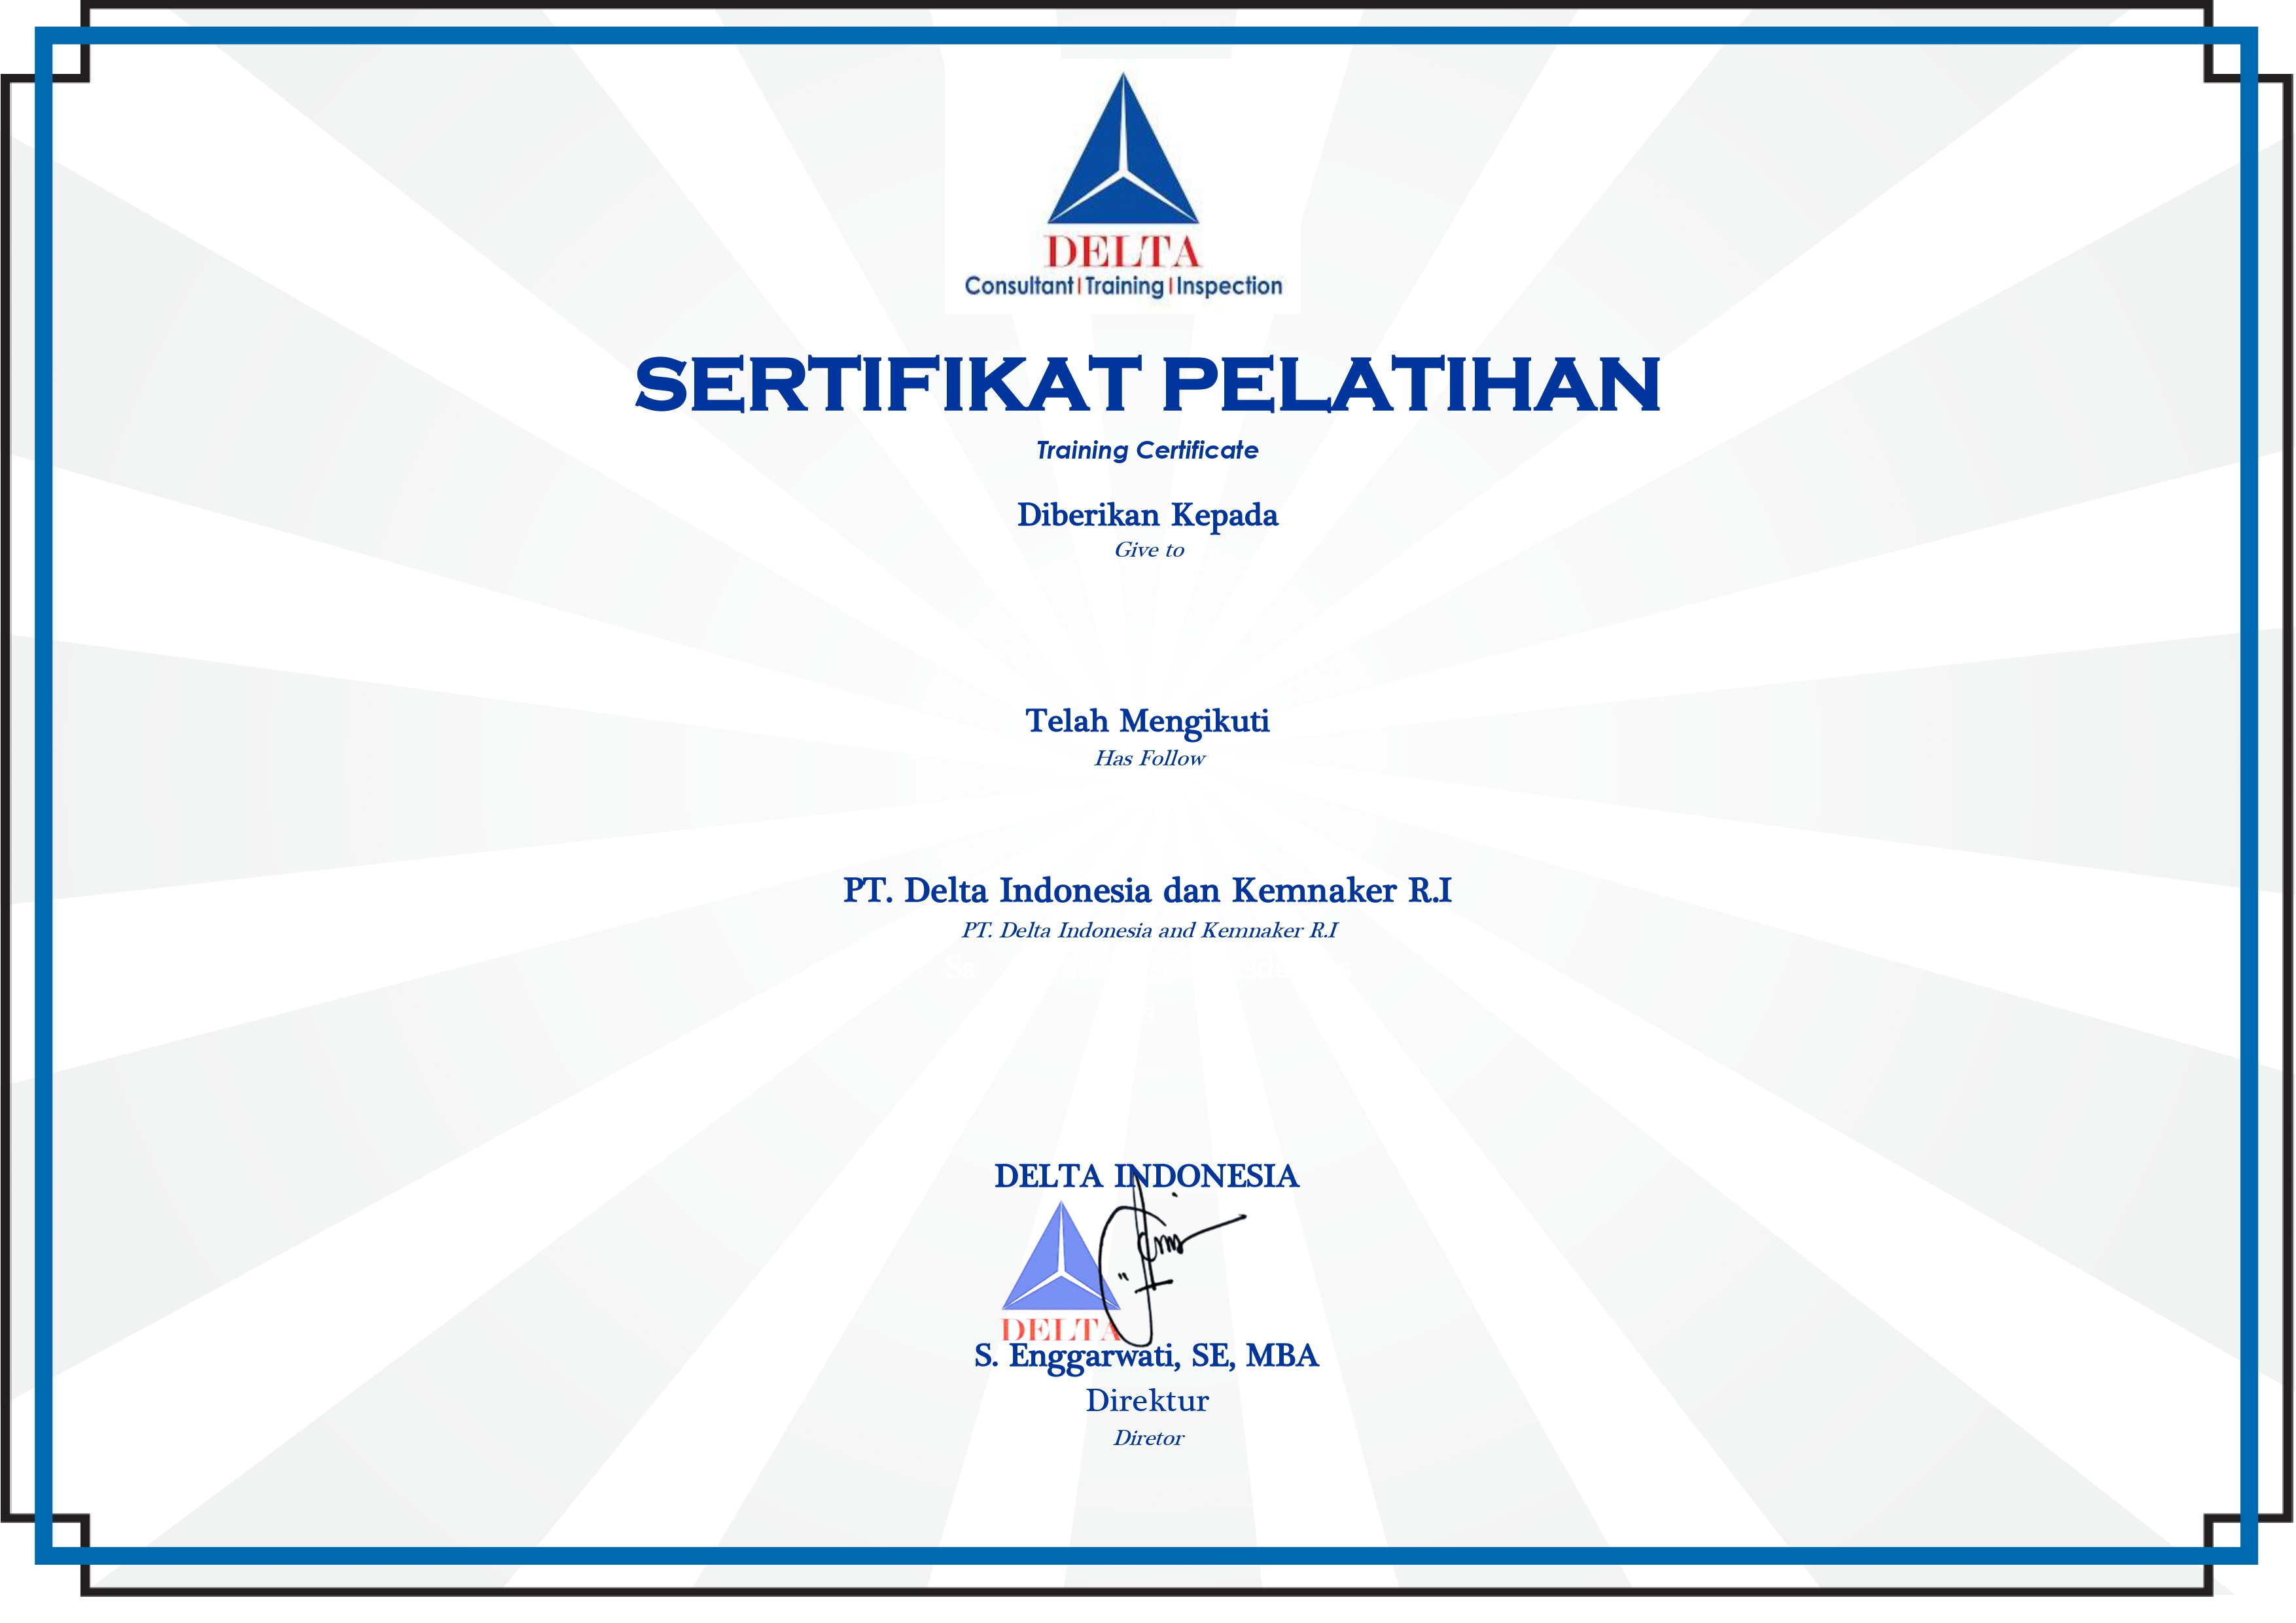 DELTA
Consultant | Training | Inspection
SERTIFIKAT PELATIHAN
Training Certificate
Diberikan Kepada
Give to
Telah Mengikuti
Has Follow
PT. Delta Indonesia dan Kemnaker R.I
PT. Delta Indonesia and Kemnaker R.I
DELTA INDONESIA
DELTA
S. Enggarwati, SE, MBA
Direktur
Diretor